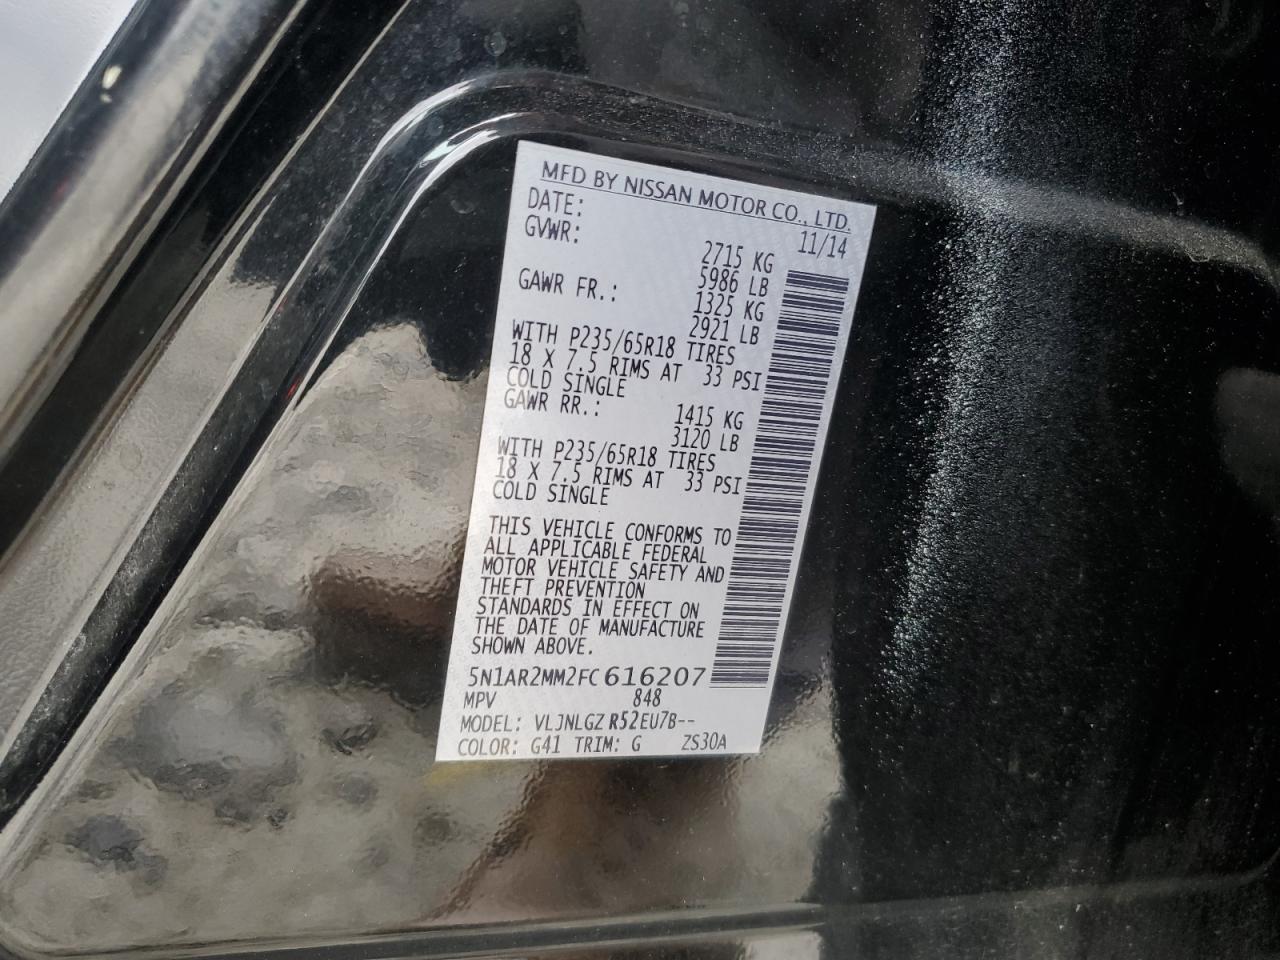 MFD BY NISSAN MOTOR CO., LTD.
DATE: 11/14
GVWR: 2715 KG
5986 LB
GAWR FR.: 1325 KG
2921 LB
WITH P235/65R18 TIRES
18 X 7.5 RIMS AT 33 PSI
COLD SINGLE
GAWR RR.: 1415 KG
3120 LB
WITH P235/65R18 TIRES
18 X 7.5 RIMS AT 33 PSI
COLD SINGLE
THIS VEHICLE CONFORMS TO
ALL APPLICABLE FEDERAL
MOTOR VEHICLE SAFETY AND
THEFT PREVENTION
STANDARDS IN EFFECT ON
THE DATE OF MANUFACTURE
SHOWN ABOVE.
5N1AR2MM2FC616207
MPV 848
MODEL: VLJNLGZ R52EU7B--
COLOR: G41 TRIM: G ZS30A